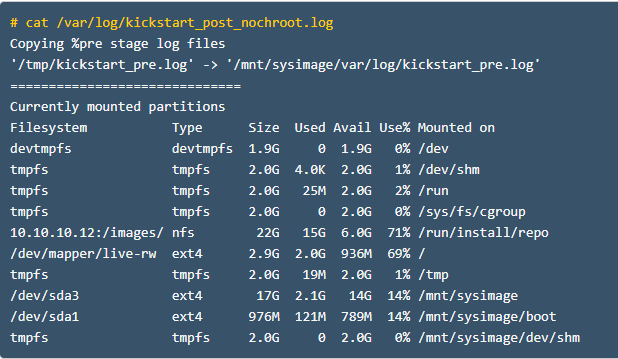 # cat /var/log/kickstart_post_nochroot.log
Copying %pre stage log files
'/tmp/kickstart_pre.log' -> '/mnt/sysimage/var/log/kickstart_pre.log'
==============================
Currently mounted partitions
Filesystem           Type      Size  Used Avail Use% Mounted on
devtmpfs             devtmpfs  1.9G     0  1.9G   0% /dev
tmpfs                tmpfs     2.0G  4.0K  2.0G   1% /dev/shm
tmpfs                tmpfs     2.0G   25M  2.0G   2% /run
tmpfs                tmpfs     2.0G     0  2.0G   0% /sys/fs/cgroup
10.10.10.12:/images/ nfs        22G   15G  6.0G  71% /run/install/repo
/dev/mapper/live-rw  ext4      2.9G  2.0G  936M  69% /
tmpfs                tmpfs     2.0G   19M  2.0G   1% /tmp
/dev/sda3            ext4       17G  2.1G   14G  14% /mnt/sysimage
/dev/sda1            ext4      976M  121M  789M  14% /mnt/sysimage/boot
tmpfs                tmpfs     2.0G     0  2.0G   0% /mnt/sysimage/dev/shm